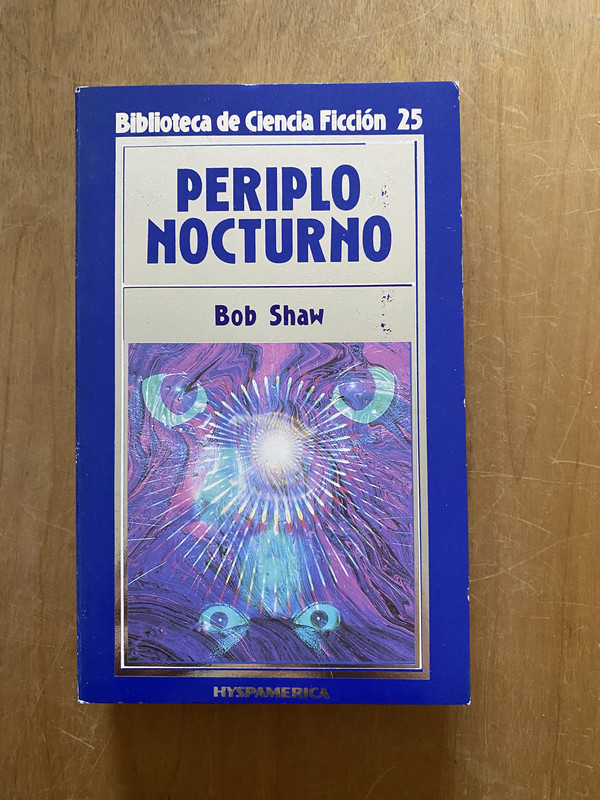 Biblioteca de Ciencia Ficción 25
PERIPLO
NOCTURNO
Bob Shaw
HYSPAMERICA